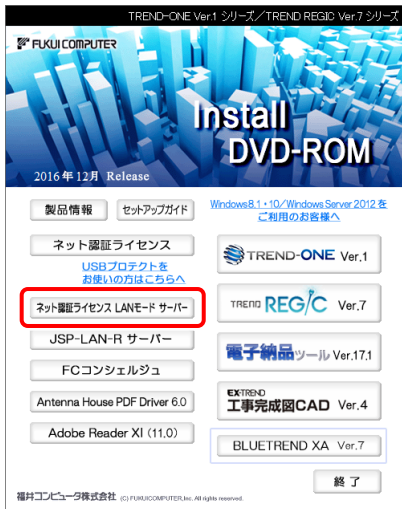 TREND-ONE Ver.1 シリーズ／TREND REGIC Ver.7 シリーズ
FUKUI COMPUTER
Install
DVD-ROM
2016年12月 Release
製品情報
セットアップガイド
Windows8.1・10／Windows Server 2012 を
ご利用のお客様へ
ネット認証ライセンス
USBプロテクトを
お使いの方はこちらへ
ネット認証ライセンス LANモード サーバー
JSP-LAN-R サーバー
FCコンシェルジュ
Antenna House PDF Driver 6.0
Adobe Reader XI (11.0)
TREND-ONE Ver.1
TREND REGIC Ver.7
電子納品ツール Ver.17.1
EX-TREND
工事完成図CAD Ver.4
BLUETREND XA Ver.7
終 了
福井コンピュータ株式会社 (C) FUKUICOMPUTER, Inc. All rights reserved.